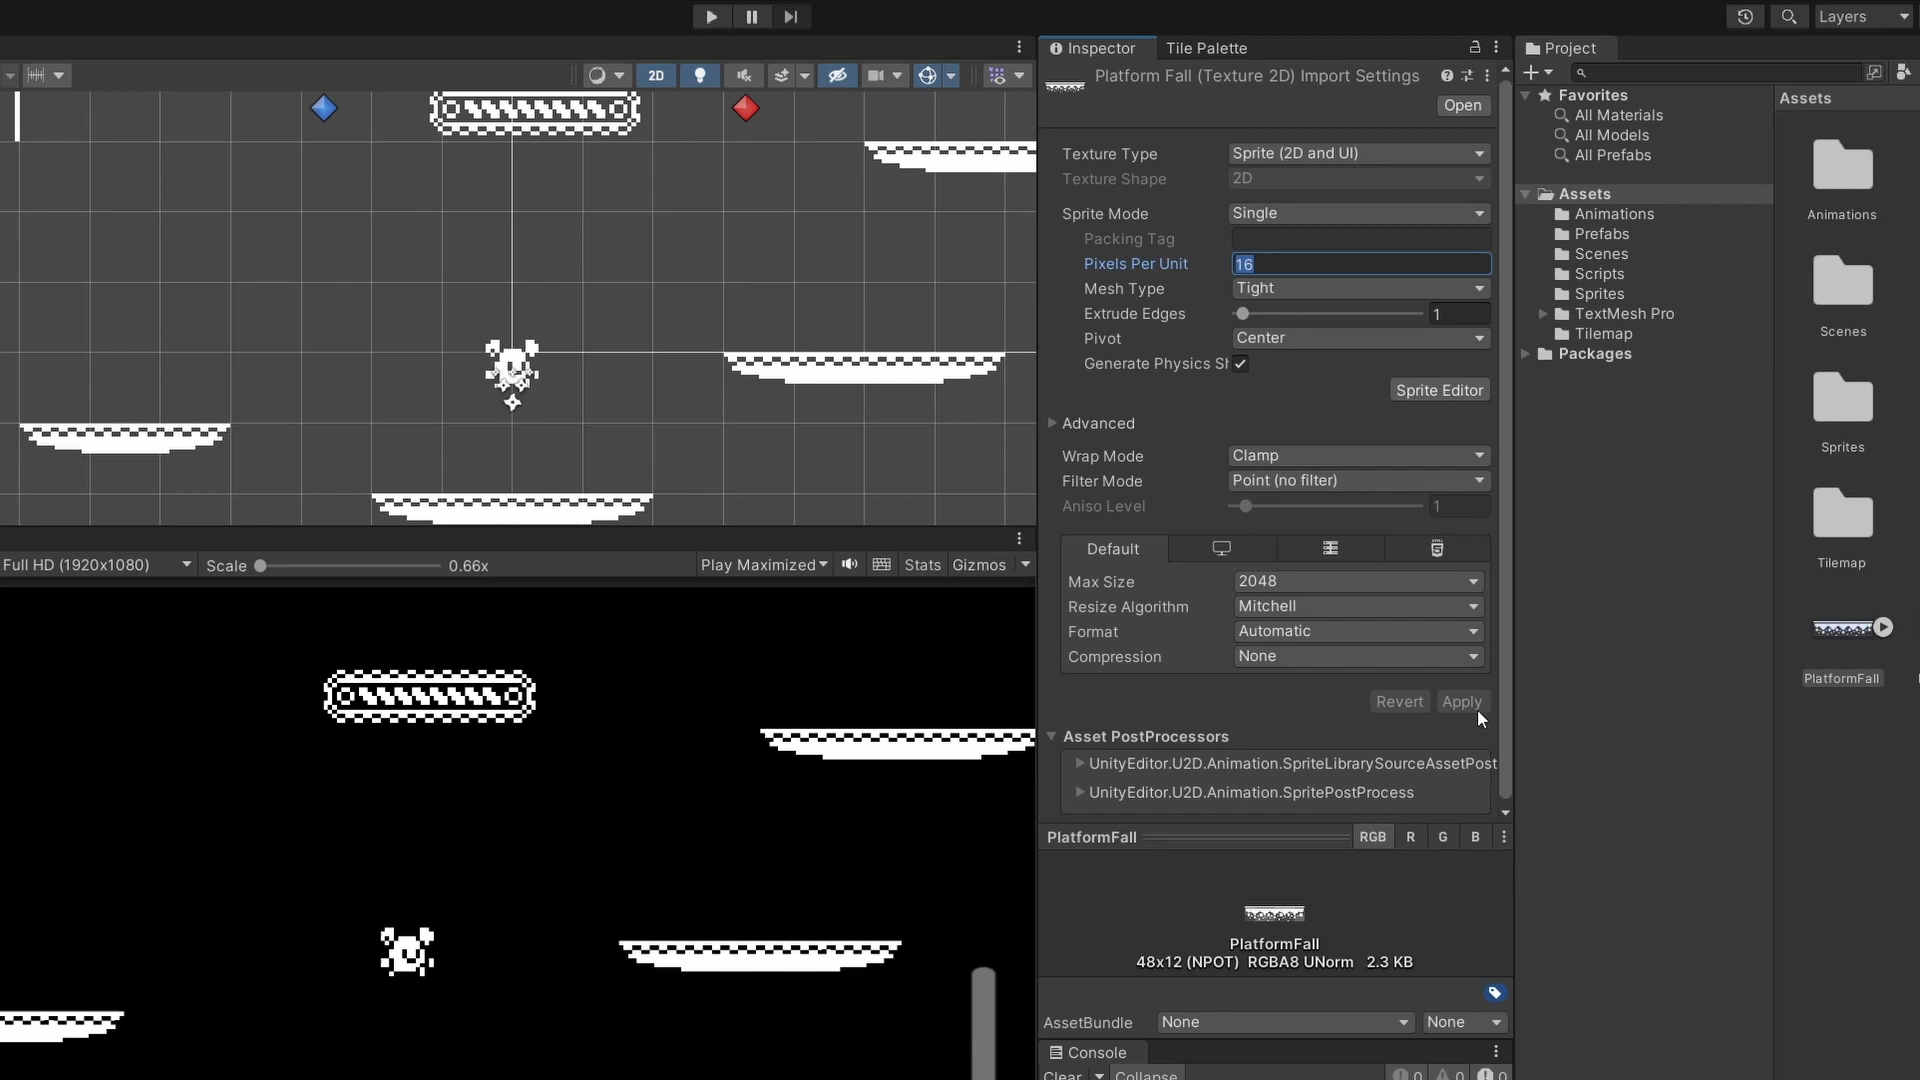 Layers
Inspector
Tile Palette
Project
2D
Platform Fall (Texture 2D) Import Settings
Open
Favorites
All Materials
All Models
All Prefabs
Assets
Animations
Prefabs
Scenes
Scripts
Sprites
TextMesh Pro
Tilemap
Packages
Assets
Animations
Scenes
Sprites
Tilemap
PlatformFall
Texture Type Sprite (2D and UI)
Texture Shape 2D
Sprite Mode Single
Packing Tag
Pixels Per Unit 16
Mesh Type Tight
Extrude Edges 1
Pivot Center
Generate Physics Sh
Sprite Editor
Advanced
Wrap Mode Clamp
Filter Mode Point (no filter)
Aniso Level 1
Default
Max Size 2048
Resize Algorithm Mitchell
Format Automatic
Compression None
Revert Apply
Asset PostProcessors
UnityEditor.U2D.Animation.SpriteLibrarySourceAssetPost
UnityEditor.U2D.Animation.SpritePostProcess
PlatformFall RGB R G B
PlatformFall
48x12 (NPOT) RGBA8 UNorm 2.3 KB
AssetBundle None None
Console
Clear Collapse 0 0 0
Full HD (1920x1080) Scale 0.66x Play Maximized Stats Gizmos